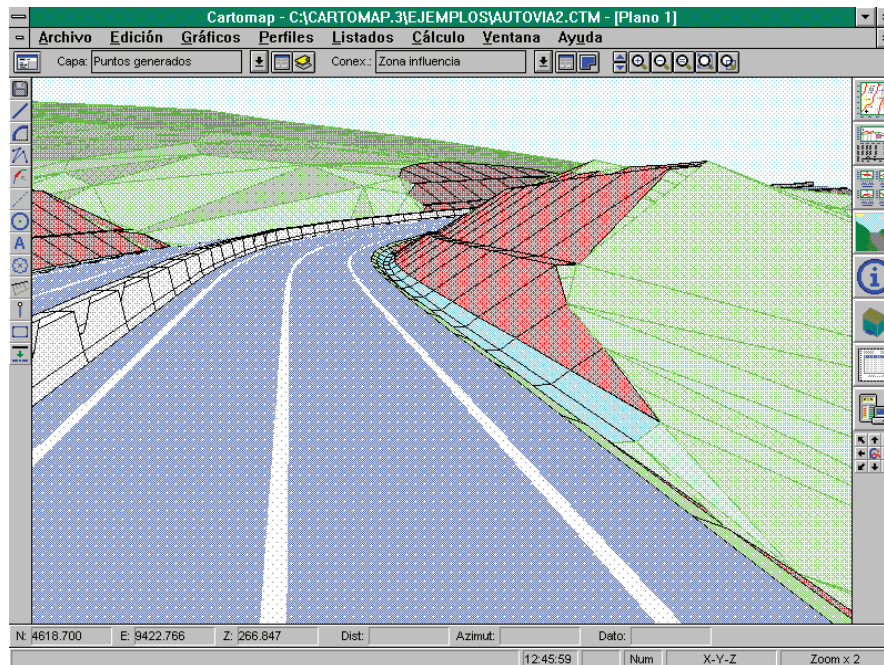 Cartomap - C:\CARTOMAP.3\EJEMPLOS\AUTOVIA2.CTM - [Plano 1]
Archivo Edición Gráficos Perfiles Listados Cálculo Ventana Ayuda
Capa: Puntos generados Conex.: Zona influencia
A
N: 4618.700 E: 9422.766 Z: 266.847 Dist: Azimut: Dato:
12:45:59 Num X-Y-Z Zoom x 2